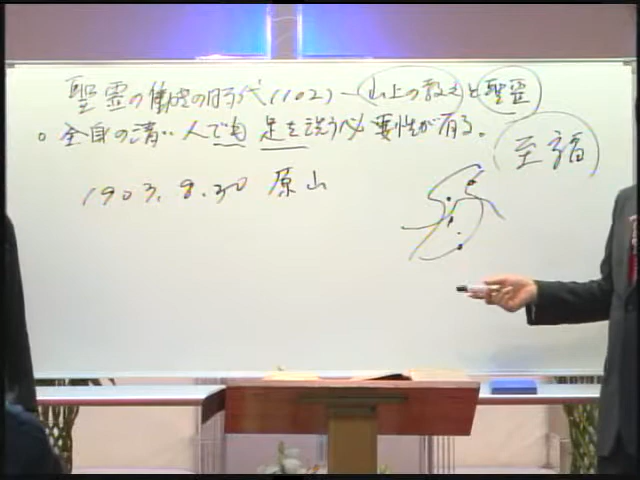 聖霊の働きの時代(102)－山上の教えと聖霊
○ 全身の清い人でも 足を洗う必要性が有る。
至福
1903. 8.30 原山